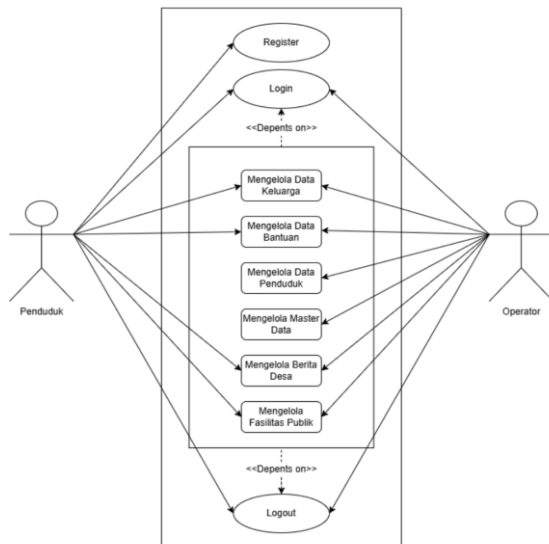 Register
Login
<<Depents on>>
Mengelola Data
Keluarga
Mengelola Data
Bantuan
Mengelola Data
Penduduk
Penduduk
Operator
Mengelola Master
Data
Mengelola Berita
Desa
Mengelola
Fasilitas Publik
<<Depents on>>
Logout